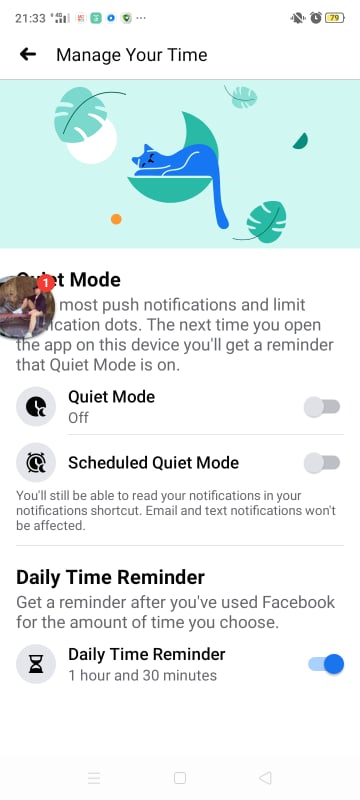 21:33
79
Manage Your Time
t Mode
1
most push notifications and limit
ication dots. The next time you open
the app on this device you'll get a reminder
that Quiet Mode is on.
Quiet Mode
Off
Scheduled Quiet Mode
You'll still be able to read your notifications in your
notifications shortcut. Email and text notifications won't
be affected.
Daily Time Reminder
Get a reminder after you've used Facebook
for the amount of time you choose.
Daily Time Reminder
1 hour and 30 minutes